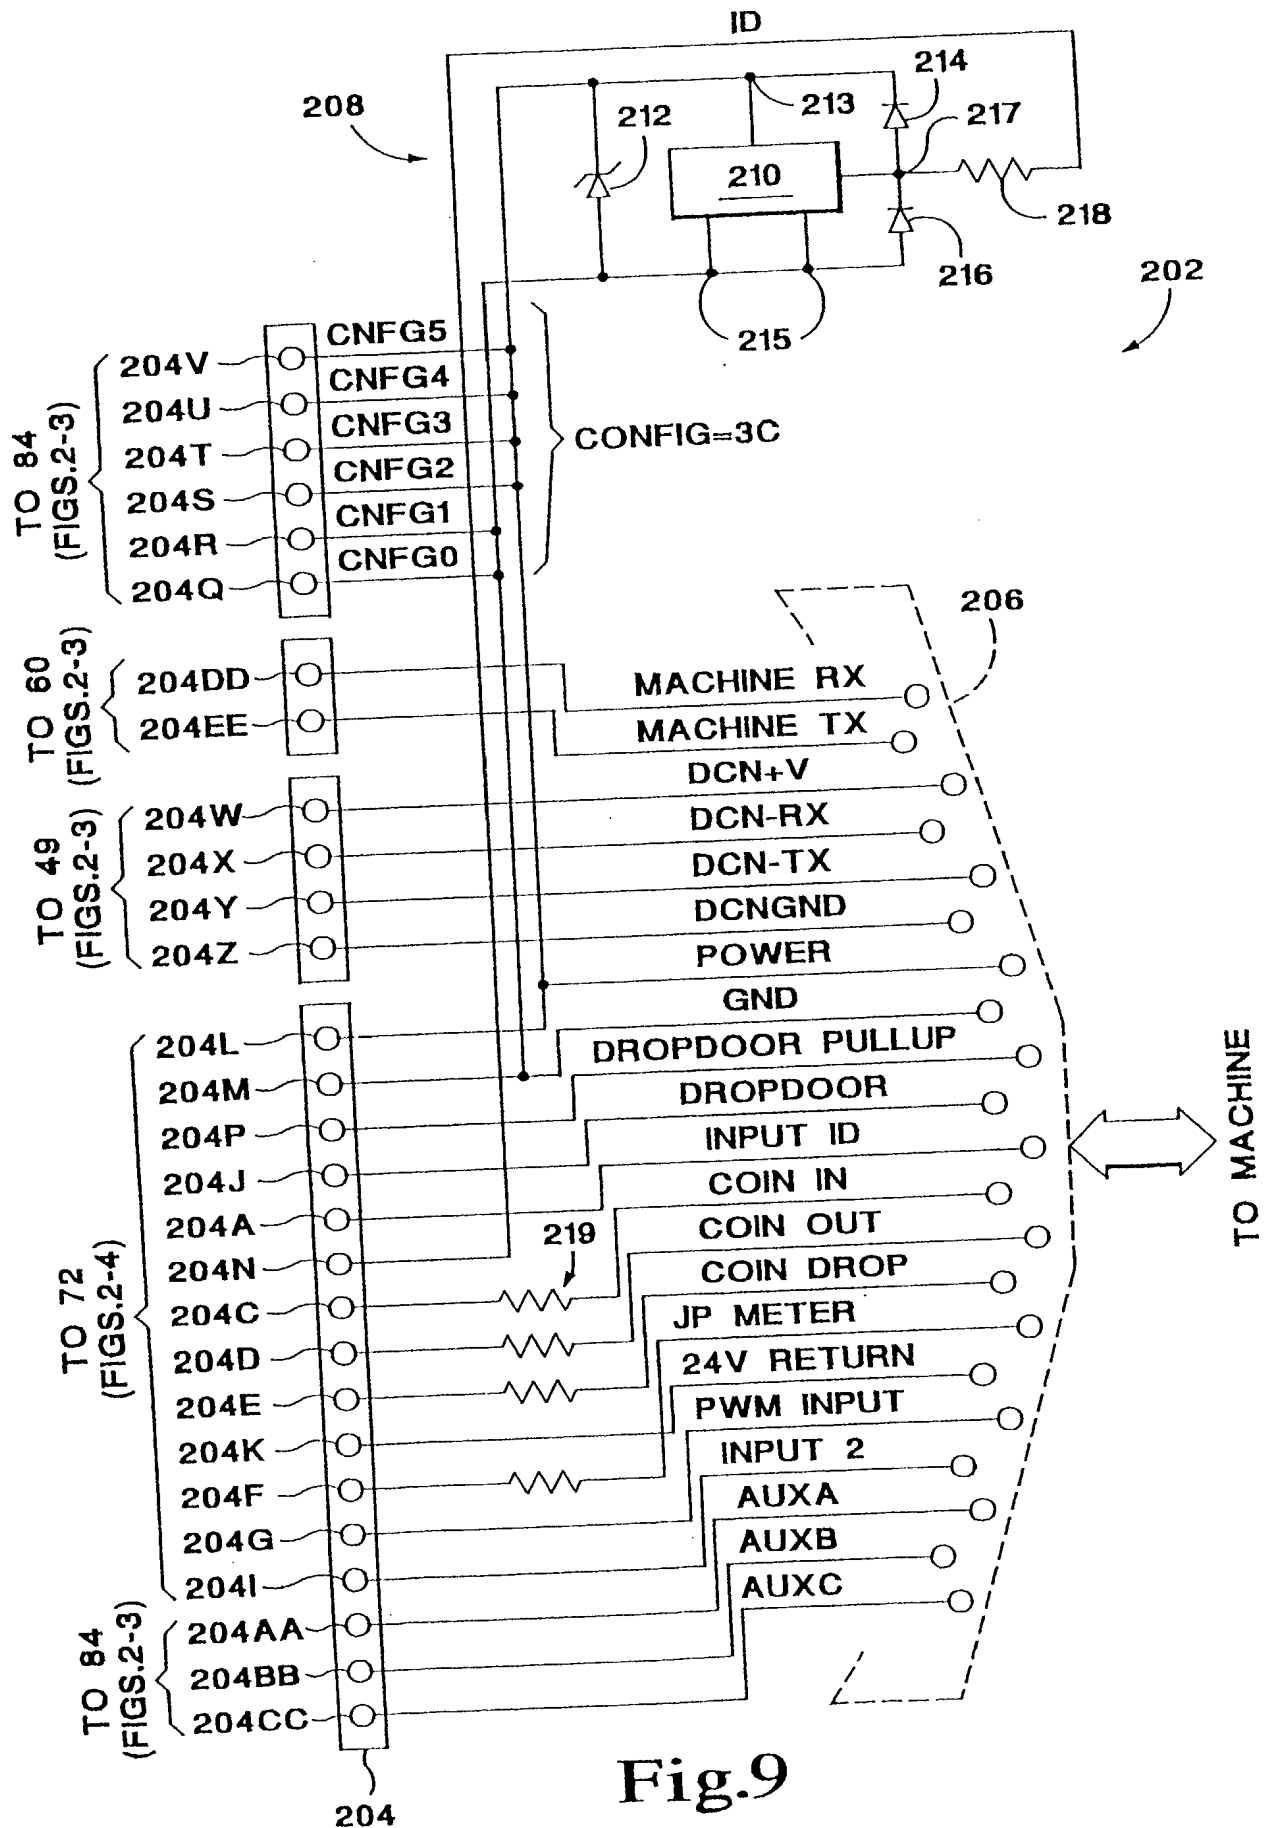 ID
208
212
213
214
217
210
218
216
202
215
CNFG5
204V
CNFG4
204U
CNFG3
204T
CONFIG=3C
CNFG2
204S
CNFG1
204R
CNFG0
204Q
TO 84
(FIGS.2-3)
206
204DD
MACHINE RX
204EE
MACHINE TX
TO 60
(FIGS.2-3)
DCN+V
204W
DCN-RX
204X
DCN-TX
204Y
DCNGND
204Z
TO 49
(FIGS.2-3)
POWER
GND
204L
DROPDOOR PULLUP
204M
DROPDOOR
204P
INPUT ID
204J
COIN IN
204A
COIN OUT
204N
219
COIN DROP
204C
JP METER
204D
24V RETURN
204E
PWM INPUT
204K
INPUT 2
204F
AUXA
204G
AUXB
204I
AUXC
TO 72
(FIGS.2-4)
TO MACHINE
204AA
204BB
204CC
TO 84
(FIGS.2-3)
204
Fig.9